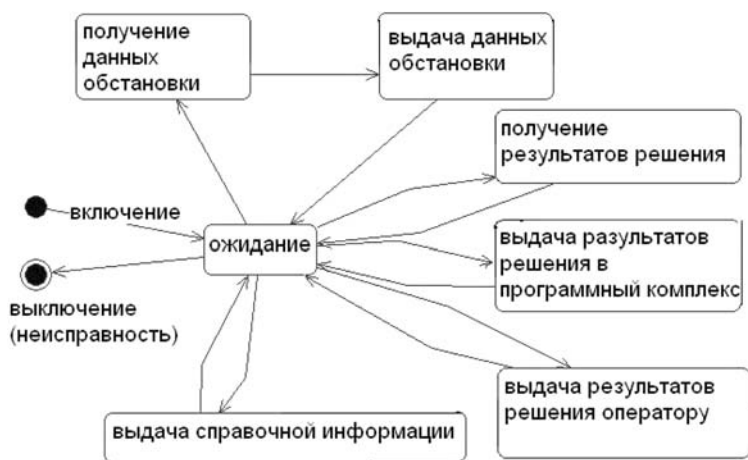 получение
данных
обстановки
выдача данных
обстановки
получение
результатов решения
включение
ожидание
выдача разультатов
решения в
программный комплекс
выключение
(неисправность)
выдача результатов
решения оператору
выдача справочной информации